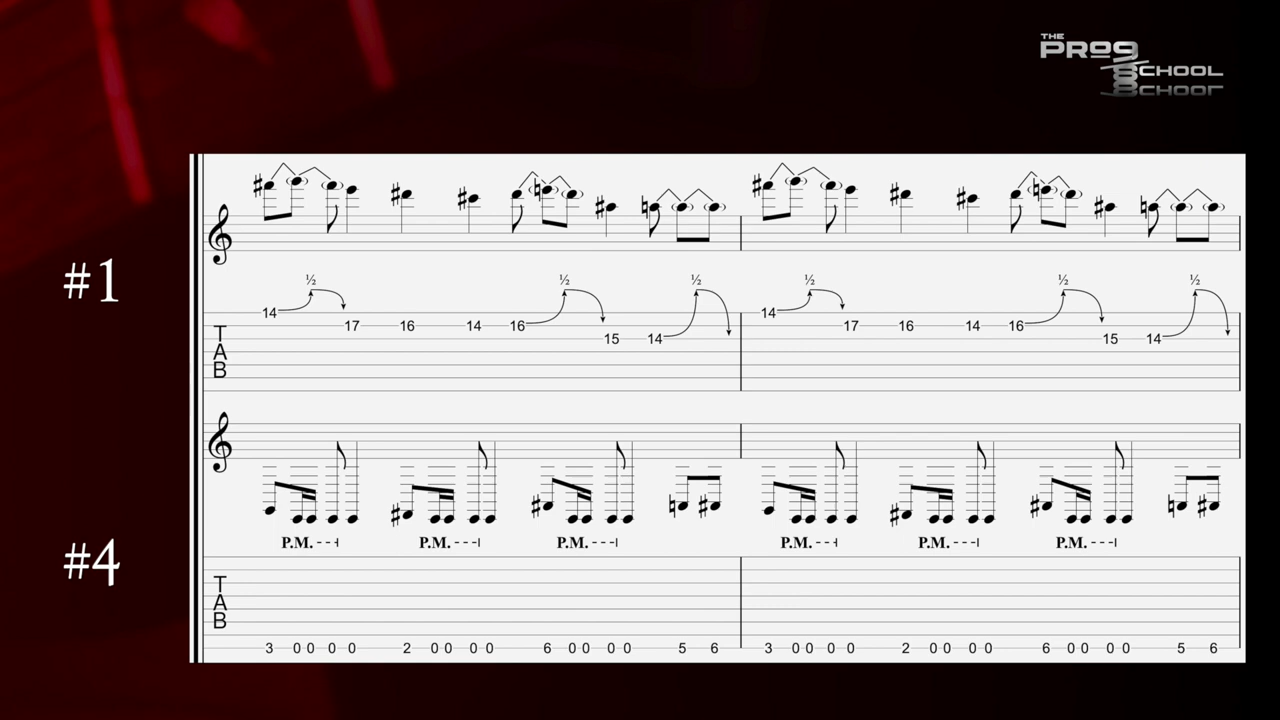 THE
PROG
SCHOOL
#1
½ ½ ½ ½ ½ ½
14 17 16 14 16 15 14 14 17 16 14 16 15 14
T
A
B
#4
P.M. P.M. P.M. P.M. P.M. P.M.
T
A
B
3 0 0 0 0 2 0 0 0 0 6 0 0 0 0 5 6 3 0 0 0 0 2 0 0 0 0 6 0 0 0 0 5 6